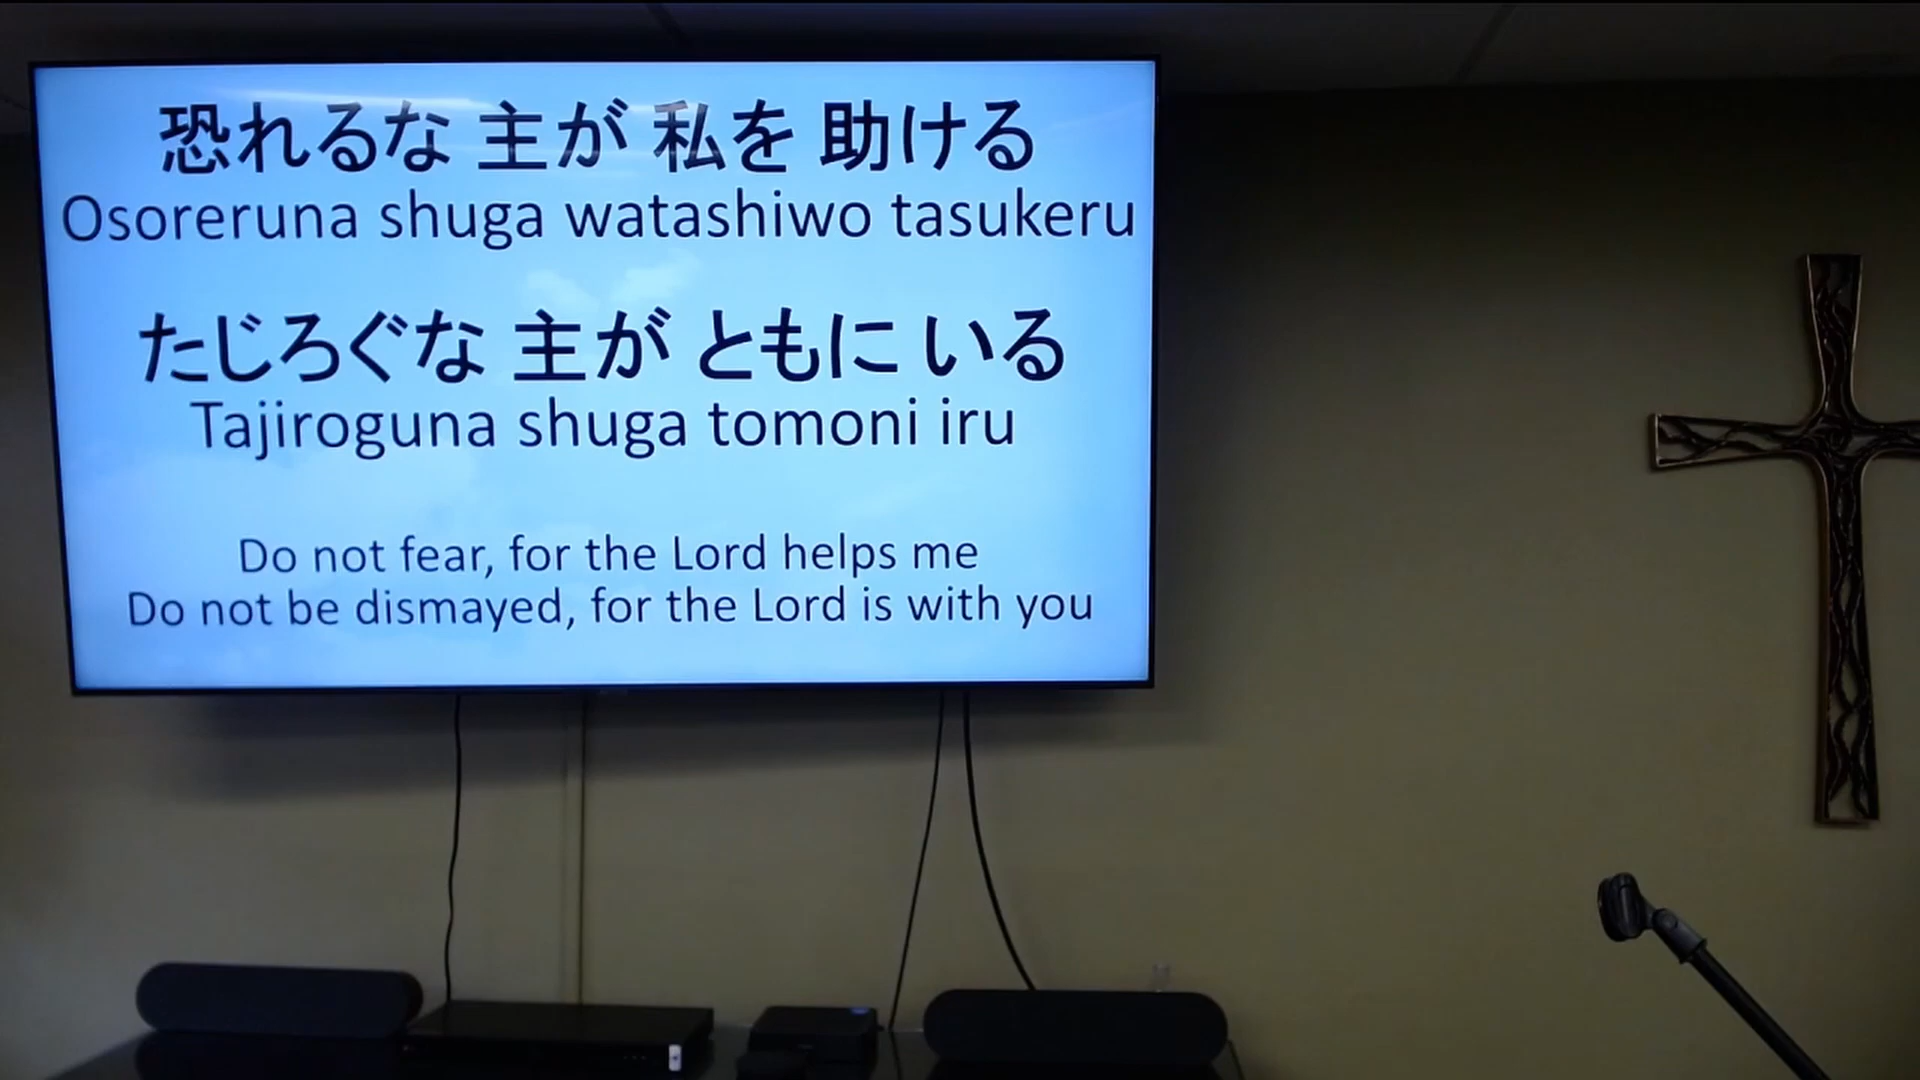 恐れるな 主が 私を 助ける
Osoreruna shuga watashiwo tasukeru
たじろぐな 主が ともに いる
Tajiroguna shuga tomoni iru
Do not fear, for the Lord helps me
Do not be dismayed, for the Lord is with you